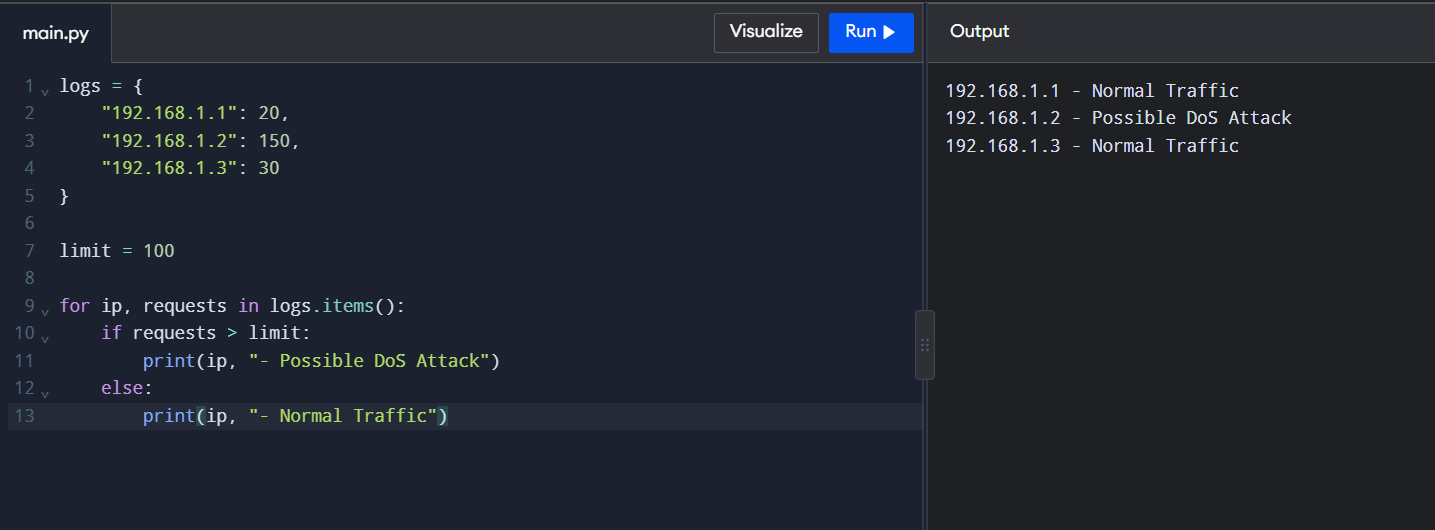 main.py
Visualize
Run
Output
1 logs = {
2     "192.168.1.1": 20,
3     "192.168.1.2": 150,
4     "192.168.1.3": 30
5 }
6
7 limit = 100
8
9 for ip, requests in logs.items():
10     if requests > limit:
11         print(ip, "- Possible DoS Attack")
12     else:
13         print(ip, "- Normal Traffic")
192.168.1.1 - Normal Traffic
192.168.1.2 - Possible DoS Attack
192.168.1.3 - Normal Traffic